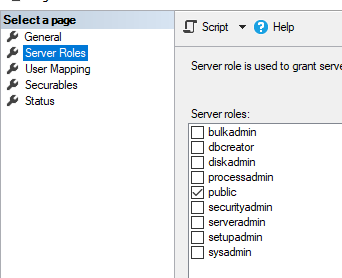 Select a page
General
Server Roles
User Mapping
Securables
Status
Script
Help
Server role is used to grant serve
Server roles:
bulkadmin
dbcreator
diskadmin
processadmin
public
securityadmin
serveradmin
setupadmin
sysadmin